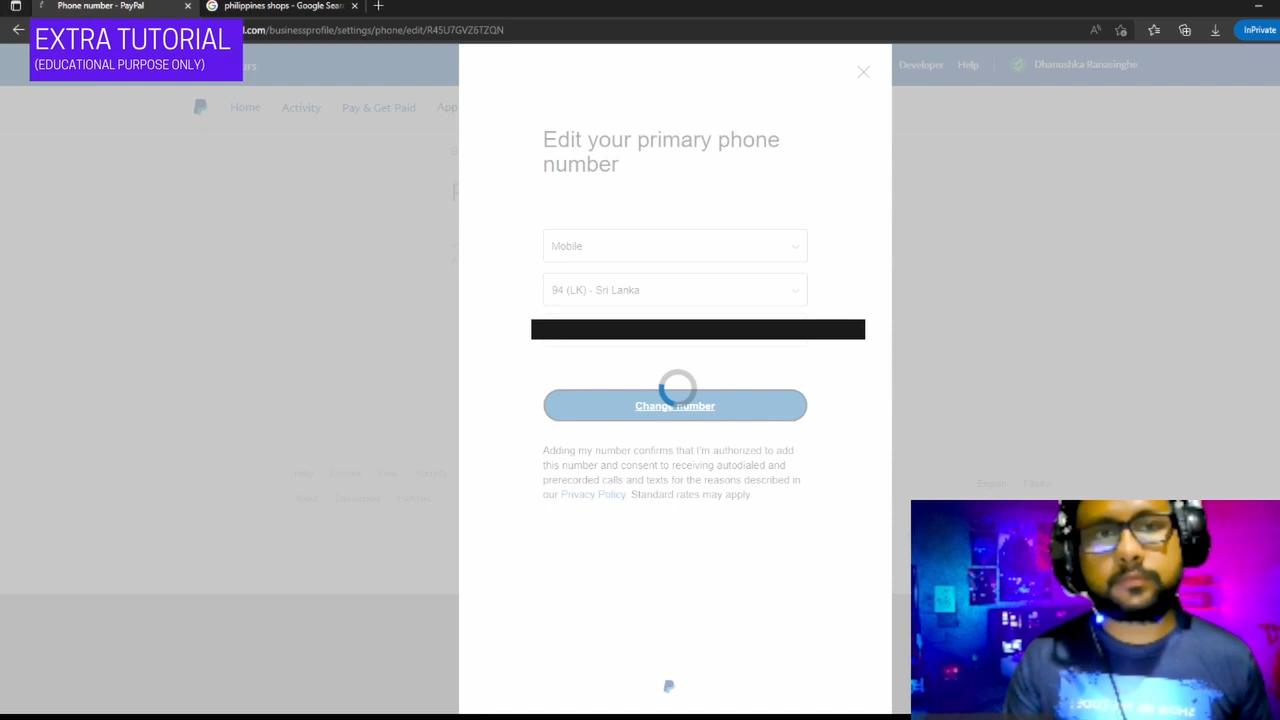 Phone number - PayPal
philippines shops - Google Sear
EXTRA TUTORIAL
(EDUCATIONAL PURPOSE ONLY)
.com/businessprofile/settings/phone/edit/R45U7GVZ6TZQN
InPrivate
Developer
Help
Dhanushka Ranasinghe
Home
Activity
Pay & Get Paid
App
Edit your primary phone
number
Mobile
94 (LK) - Sri Lanka
Change number
Adding my number confirms that I'm authorized to add
this number and consent to receiving autodialed and
prerecorded calls and texts for the reasons described in
our Privacy Policy. Standard rates may apply.
Help
English